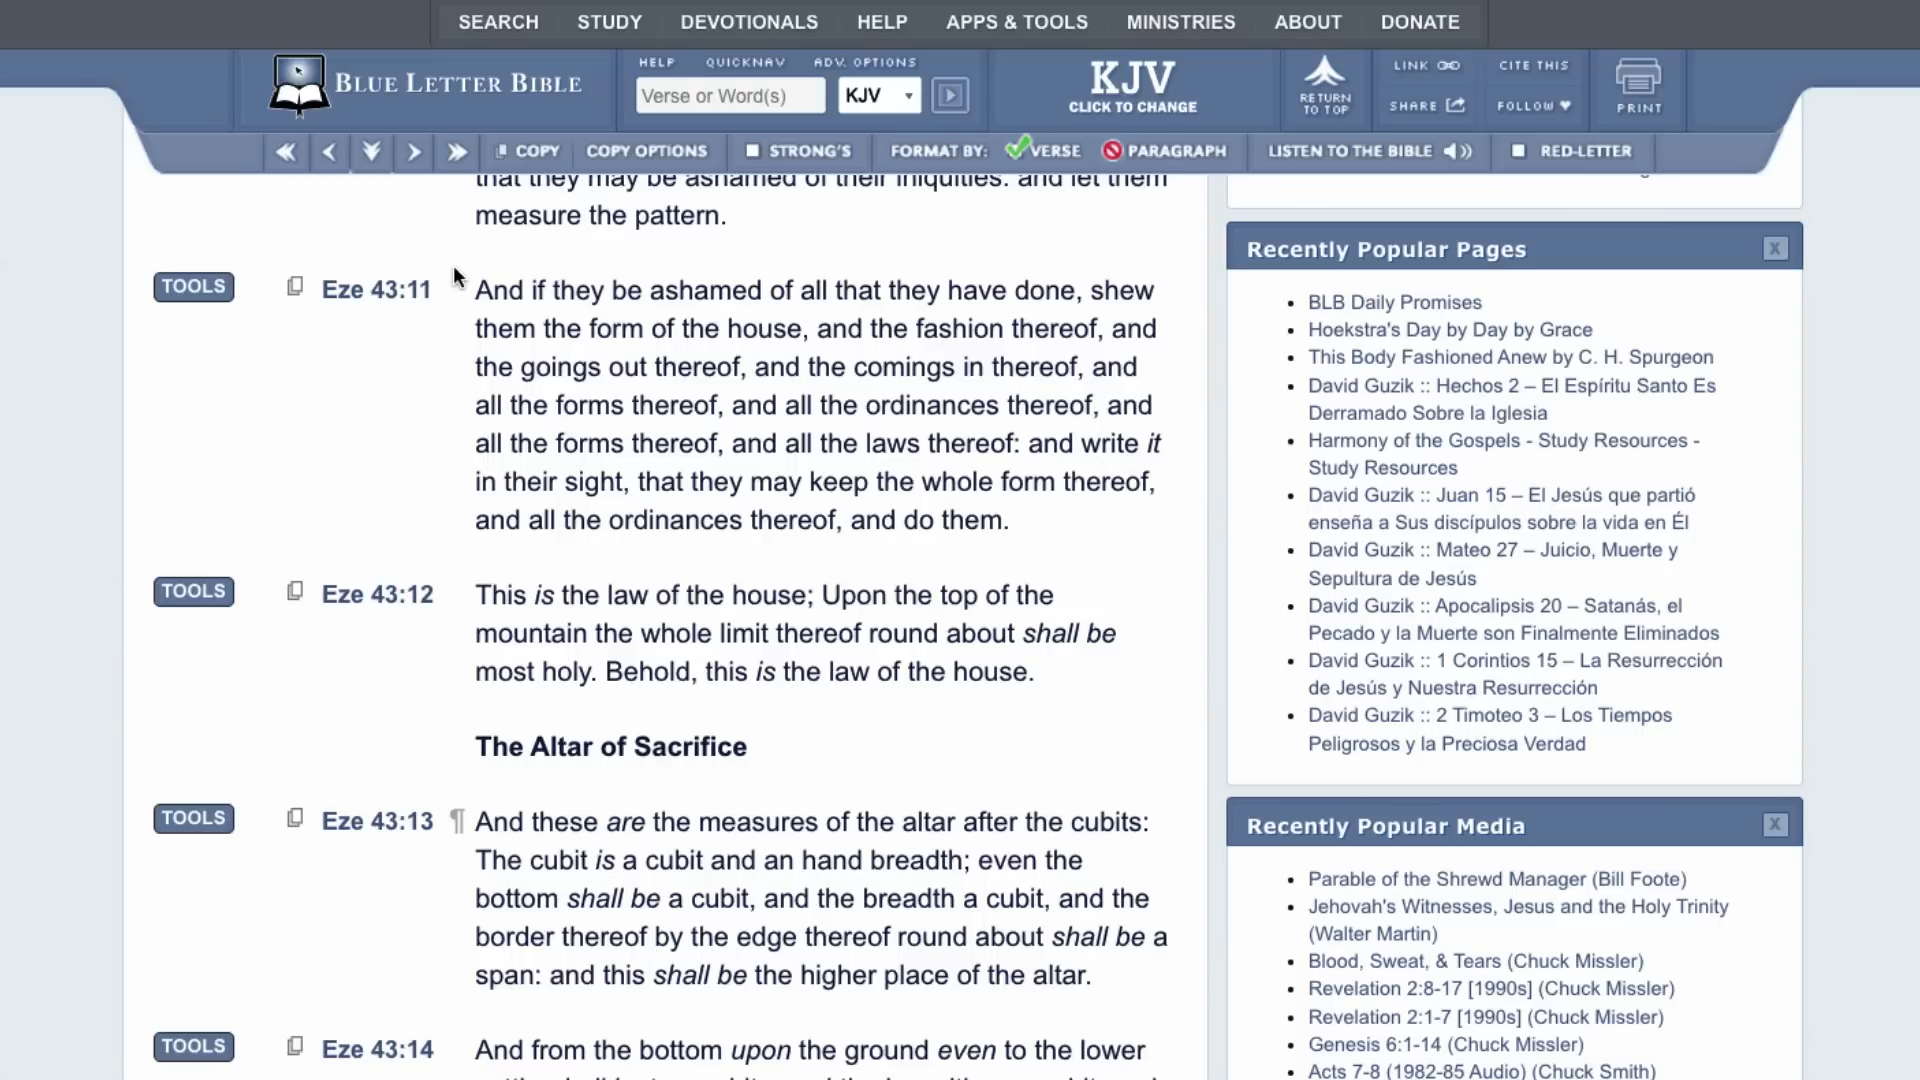 SEARCH STUDY DEVOTIONALS HELP APPS & TOOLS MINISTRIES ABOUT DONATE
BLUE LETTER BIBLE
HELP QUICKNAV ADV. OPTIONS
Verse or Word(s) KJV
KJV
CLICK TO CHANGE
RETURN
TO TOP
LINK CITE THIS
SHARE FOLLOW
PRINT
COPY COPY OPTIONS STRONG'S FORMAT BY: VERSE PARAGRAPH LISTEN TO THE BIBLE RED-LETTER
that they may be ashamed of their iniquities: and let them
measure the pattern.
TOOLS Eze 43:11 And if they be ashamed of all that they have done, shew
them the form of the house, and the fashion thereof, and
the goings out thereof, and the comings in thereof, and
all the forms thereof, and all the ordinances thereof, and
all the forms thereof, and all the laws thereof: and write it
in their sight, that they may keep the whole form thereof,
and all the ordinances thereof, and do them.
TOOLS Eze 43:12 This is the law of the house; Upon the top of the
mountain the whole limit thereof round about shall be
most holy. Behold, this is the law of the house.
The Altar of Sacrifice
TOOLS Eze 43:13 ¶ And these are the measures of the altar after the cubits:
The cubit is a cubit and an hand breadth; even the
bottom shall be a cubit, and the breadth a cubit, and the
border thereof by the edge thereof round about shall be a
span: and this shall be the higher place of the altar.
TOOLS Eze 43:14 And from the bottom upon the ground even to the lower
Recently Popular Pages X
• BLB Daily Promises
• Hoekstra's Day by Day by Grace
• This Body Fashioned Anew by C. H. Spurgeon
• David Guzik :: Hechos 2 – El Espíritu Santo Es
Derramado Sobre la Iglesia
• Harmony of the Gospels - Study Resources -
Study Resources
• David Guzik :: Juan 15 – El Jesús que partió
enseña a Sus discípulos sobre la vida en Él
• David Guzik :: Mateo 27 – Juicio, Muerte y
Sepultura de Jesús
• David Guzik :: Apocalipsis 20 – Satanás, el
Pecado y la Muerte son Finalmente Eliminados
• David Guzik :: 1 Corintios 15 – La Resurrección
de Jesús y Nuestra Resurrección
• David Guzik :: 2 Timoteo 3 – Los Tiempos
Peligrosos y la Preciosa Verdad
Recently Popular Media X
• Parable of the Shrewd Manager (Bill Foote)
• Jehovah's Witnesses, Jesus and the Holy Trinity
(Walter Martin)
• Blood, Sweat, & Tears (Chuck Missler)
• Revelation 2:8-17 [1990s] (Chuck Missler)
• Revelation 2:1-7 [1990s] (Chuck Missler)
• Genesis 6:1-14 (Chuck Missler)
• Acts 7-8 (1982-85 Audio) (Chuck Smith)